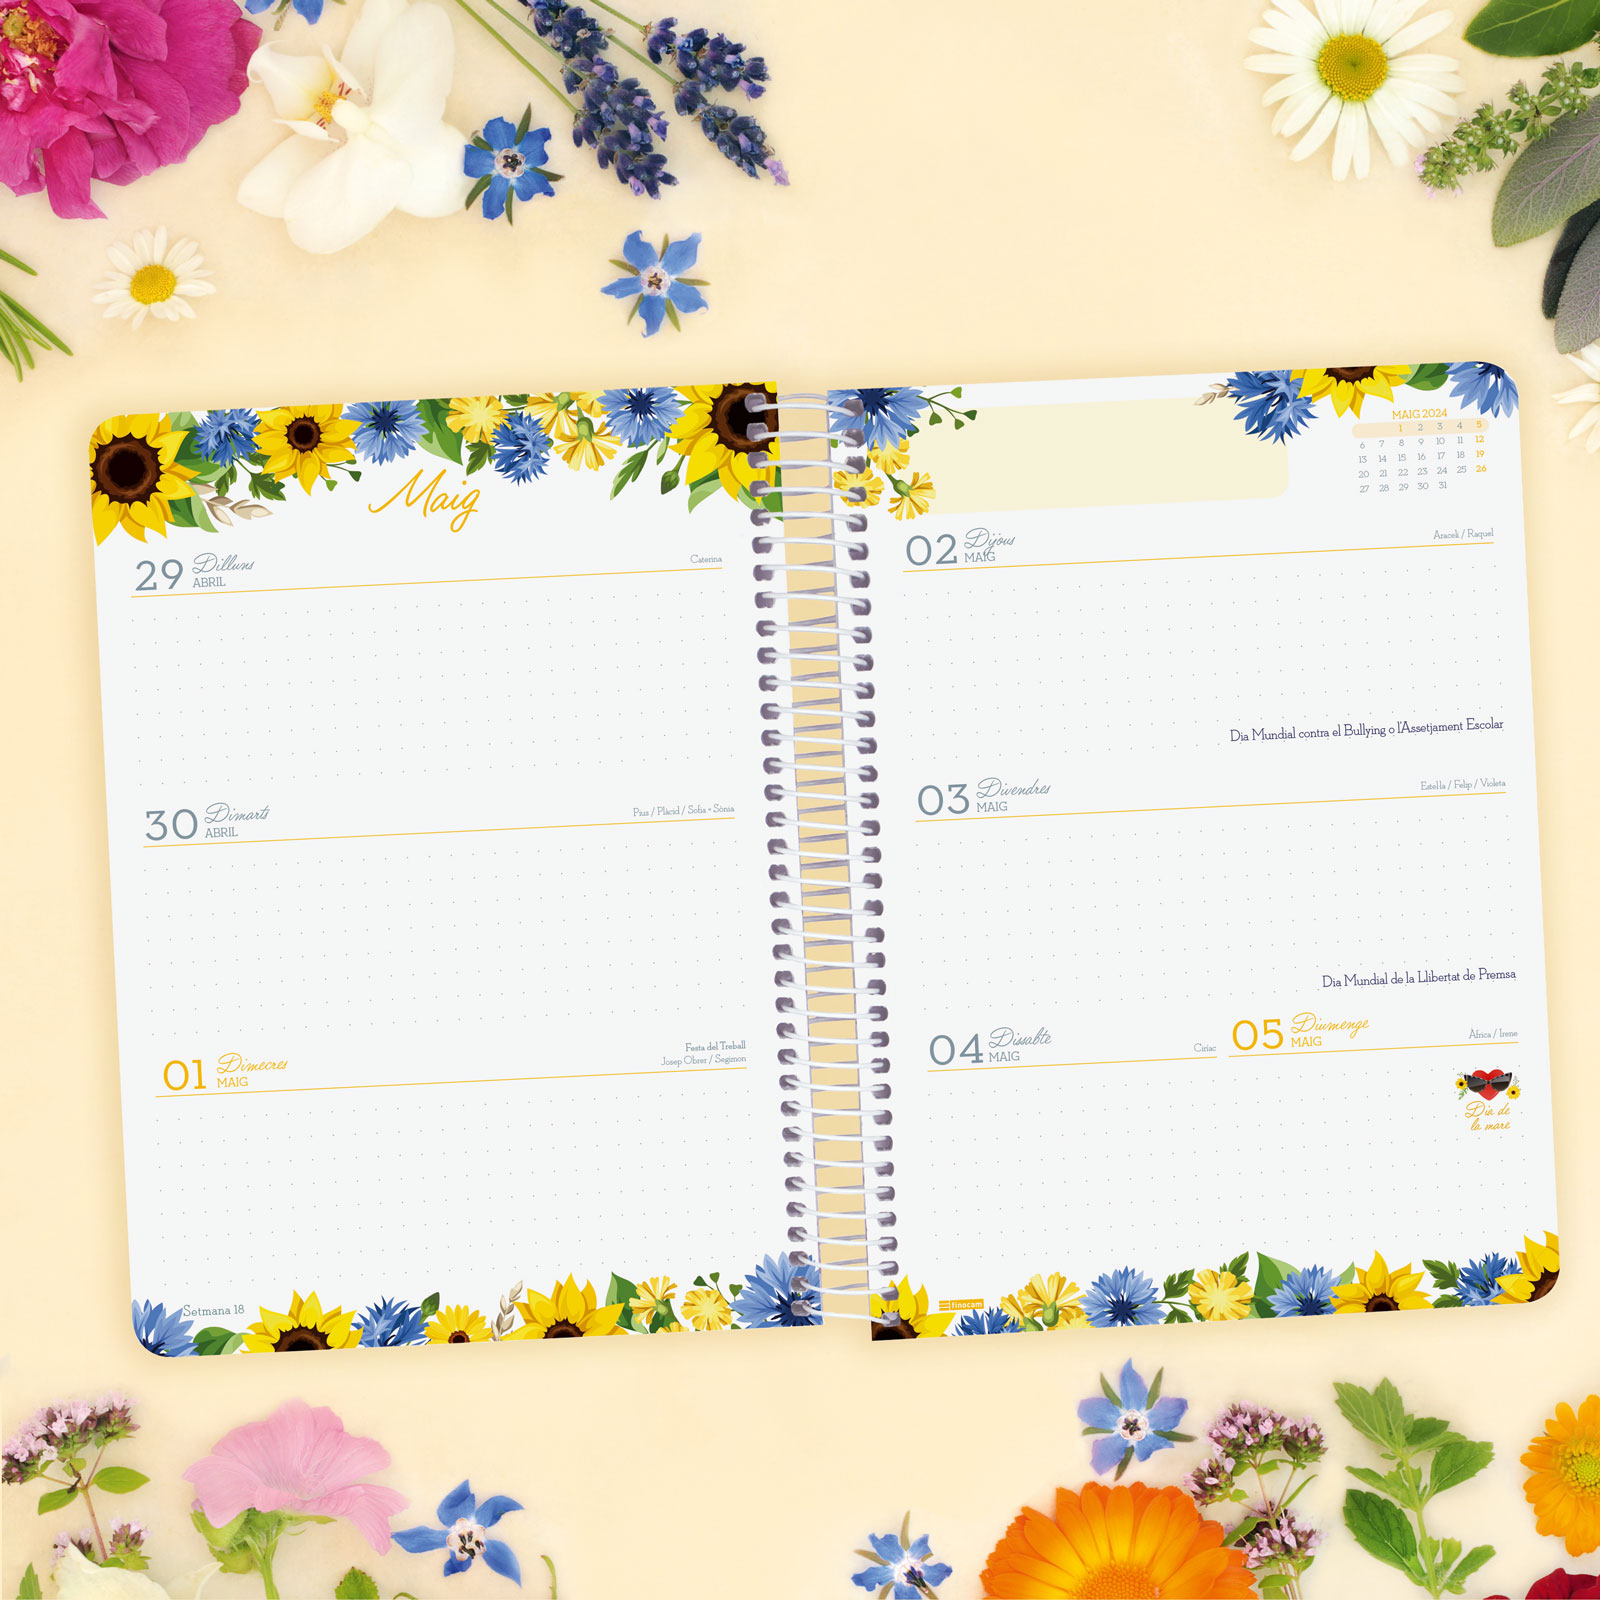 Maig
29 Dilluns
ABRIL
Caterina
30 Dimarts
ABRIL
Pius / Plàcid / Sofia - Sònia
01 Dimecres
MAIG
Festa del Treball
Josep Obrer / Segimon
Setmana 18
MAIG 2024
1 2 3 4 5
6 7 8 9 10 11 12
13 14 15 16 17 18 19
20 21 22 23 24 25 26
27 28 29 30 31
02 Dijous
MAIG
Araceli / Raquel
Dia Mundial contra el Bullying o l'Assetjament Escolar
03 Divendres
MAIG
Estel·la / Felip / Violeta
Dia Mundial de la Llibertat de Premsa
04 Dissabte
MAIG
Ciríac
05 Diumenge
MAIG
Àfrica / Irene
Dia de
la mare
finocam